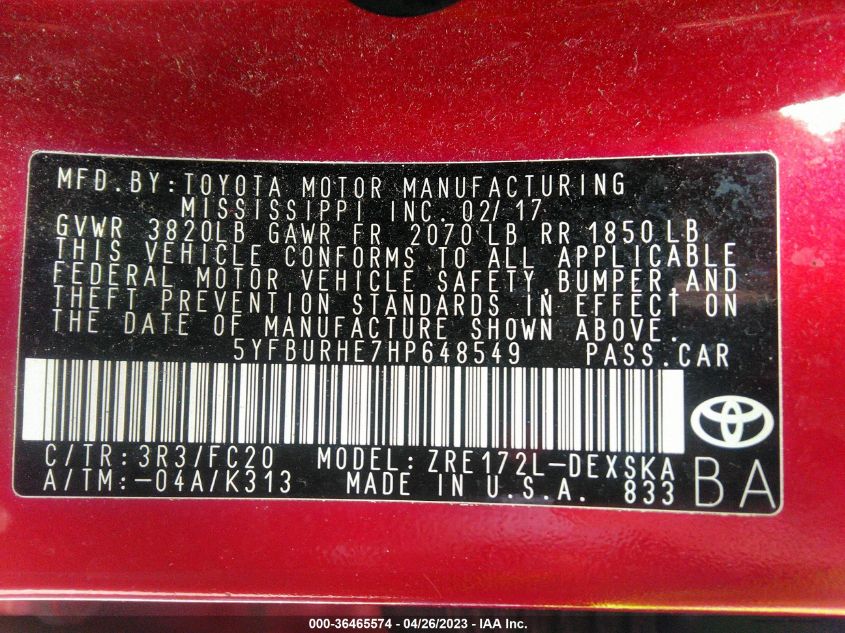 MFD.BY:TOYOTA MOTOR MANUFACTURING
MISSISSIPPI INC. 02/17
GVWR 3820LB GAWR FR 2070LB RR 1850LB
THIS VEHICLE CONFORMS TO ALL APPLICABLE
FEDERAL MOTOR VEHICLE SAFETY,BUMPER,AND
THEFT PREVENTION STANDARDS IN EFFECT ON
THE DATE OF MANUFACTURE SHOWN ABOVE.
5YFBURHE7HP648549 PASS.CAR
C/TR:3R3/FC20 MODEL:ZRE172L-DEXSKA
A/TM:-04A/K313 MADE IN U.S.A. 833
BA
000-36465574 / 04/26/2023 - IAA Inc.